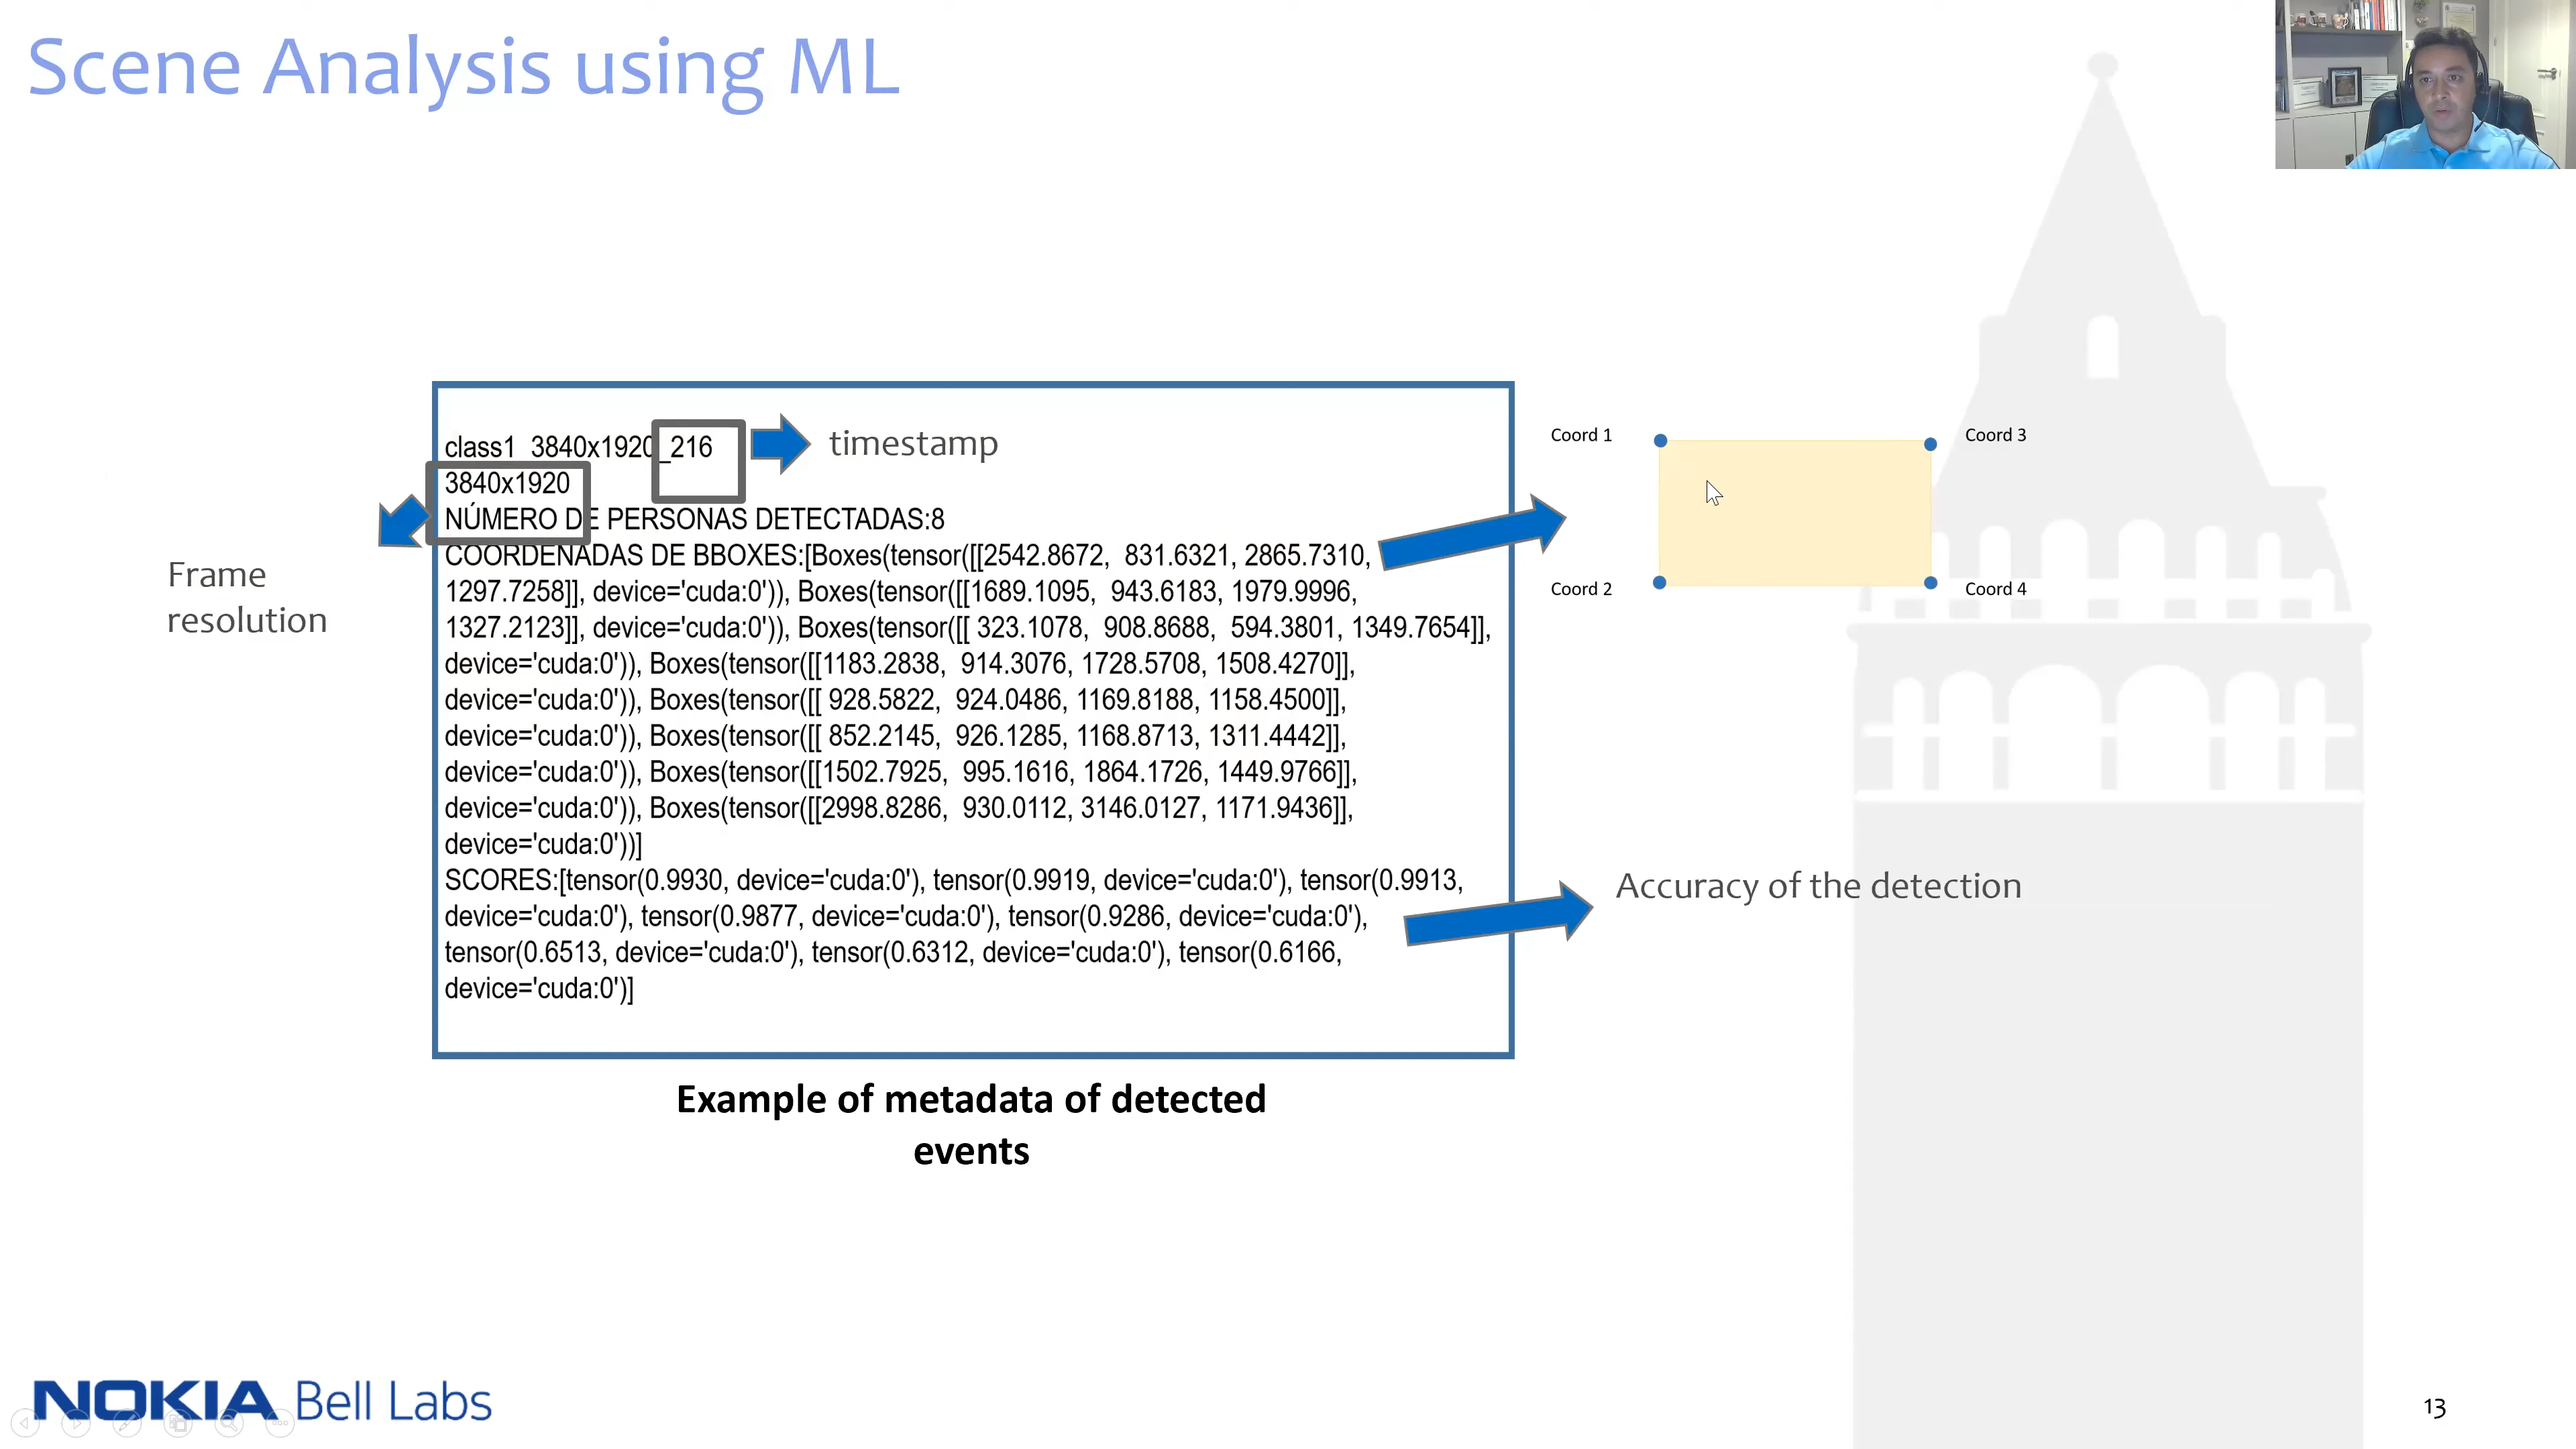 Scene Analysis using ML
class1 3840x1920_216
timestamp
3840x1920
NÚMERO DE PERSONAS DETECTADAS:8
COORDENADAS DE BBOXES:[Boxes(tensor([[2542.8672, 831.6321, 2865.7310,
1297.7258]], device='cuda:0')), Boxes(tensor([[1689.1095, 943.6183, 1979.9996,
1327.2123]], device='cuda:0')), Boxes(tensor([[ 323.1078, 908.8688, 594.3801, 1349.7654]],
device='cuda:0')), Boxes(tensor([[1183.2838, 914.3076, 1728.5708, 1508.4270]],
device='cuda:0')), Boxes(tensor([[ 928.5822, 924.0486, 1169.8188, 1158.4500]],
device='cuda:0')), Boxes(tensor([[ 852.2145, 926.1285, 1168.8713, 1311.4442]],
device='cuda:0')), Boxes(tensor([[1502.7925, 995.1616, 1864.1726, 1449.9766]],
device='cuda:0')), Boxes(tensor([[2998.8286, 930.0112, 3146.0127, 1171.9436]],
device='cuda:0'))]
SCORES:[tensor(0.9930, device='cuda:0'), tensor(0.9919, device='cuda:0'), tensor(0.9913,
device='cuda:0'), tensor(0.9877, device='cuda:0'), tensor(0.9286, device='cuda:0'),
tensor(0.6513, device='cuda:0'), tensor(0.6312, device='cuda:0'), tensor(0.6166,
device='cuda:0')]
Frame
resolution
Coord 1
Coord 3
Coord 2
Coord 4
Accuracy of the detection
Example of metadata of detected
events
NOKIA Bell Labs
13